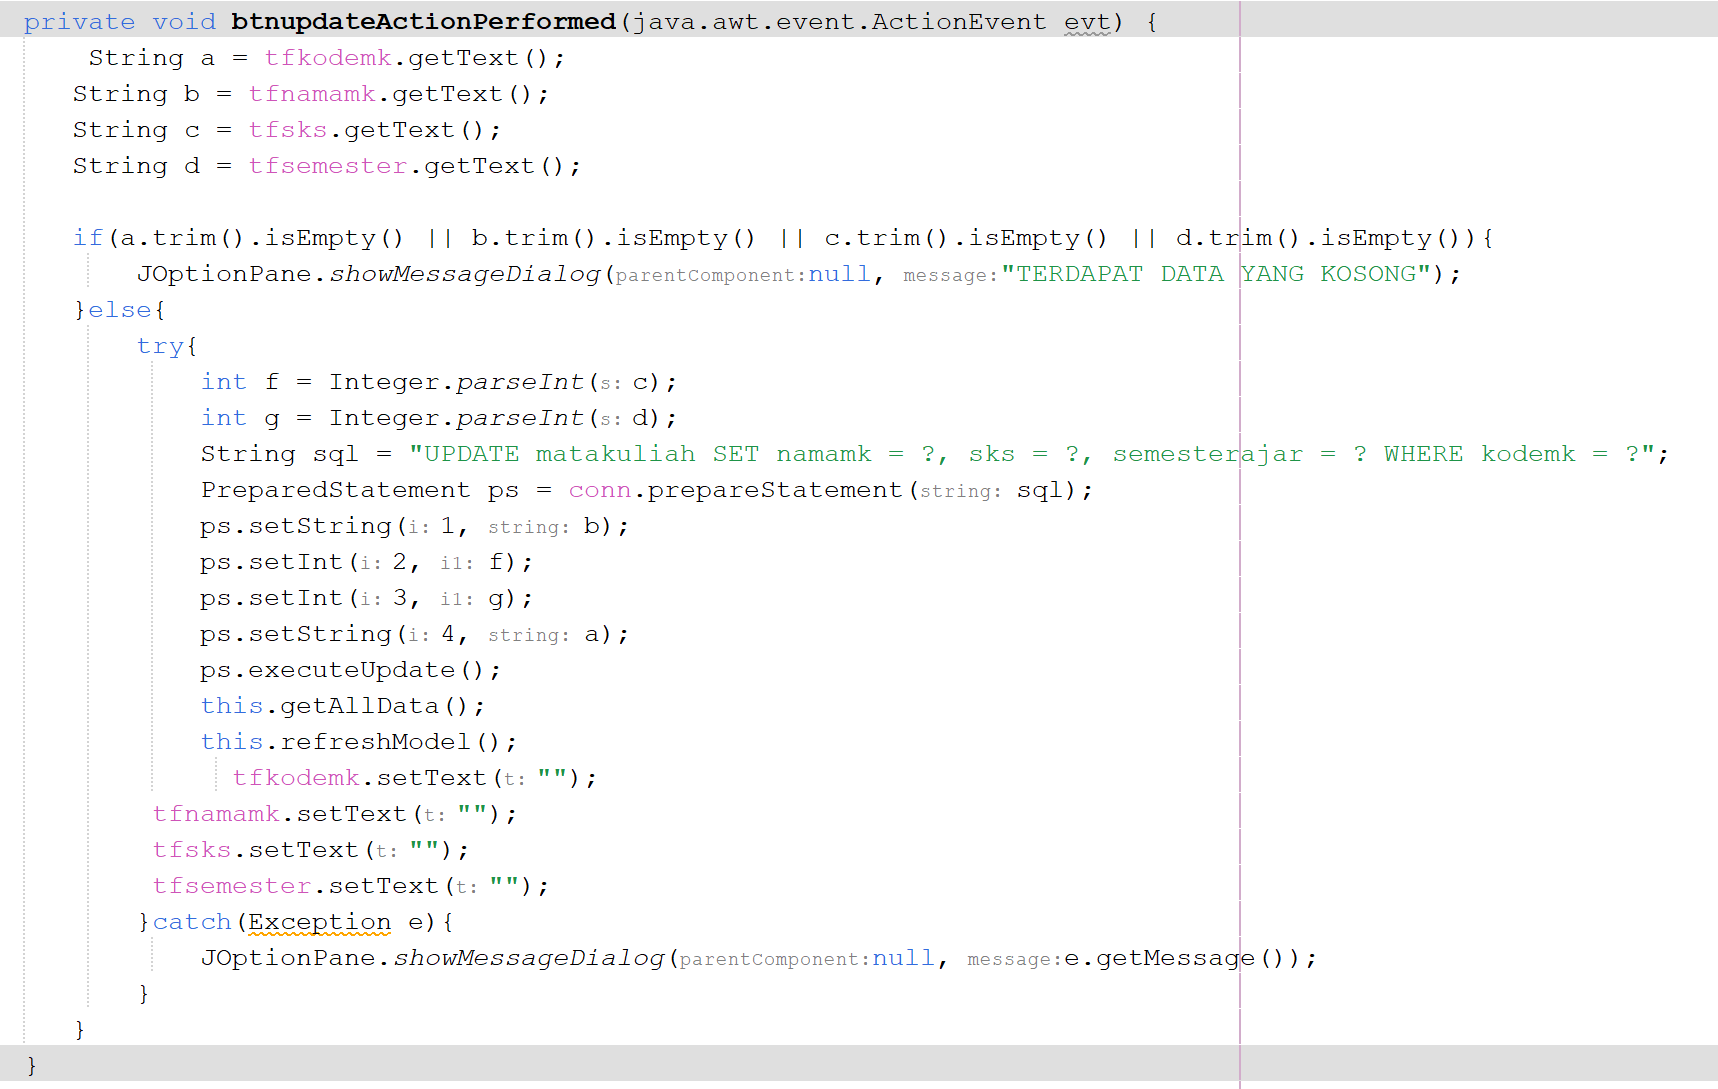 private void btnupdateActionPerformed(java.awt.event.ActionEvent evt) {
String a = tfkodemk.getText();
String b = tfnamamk.getText();
String c = tfsks.getText();
String d = tfsemester.getText();
if(a.trim().isEmpty() || b.trim().isEmpty() || c.trim().isEmpty() || d.trim().isEmpty()){
JOptionPane.showMessageDialog(parentComponent:null, message:"TERDAPAT DATA YANG KOSONG");
}else{
try{
int f = Integer.parseInt(s: c);
int g = Integer.parseInt(s: d);
String sql = "UPDATE matakuliah SET namamk = ?, sks = ?, semesterajar = ? WHERE kodemk = ?";
PreparedStatement ps = conn.prepareStatement(string: sql);
ps.setString(i: 1, string: b);
ps.setInt(i: 2, i1: f);
ps.setInt(i: 3, i1: g);
ps.setString(i: 4, string: a);
ps.executeUpdate();
this.getAllData();
this.refreshModel();
tfkodemk.setText(t: "");
tfnamamk.setText(t: "");
tfsks.setText(t: "");
tfsemester.setText(t: "");
}catch(Exception e){
JOptionPane.showMessageDialog(parentComponent:null, message:e.getMessage());
}
}
}